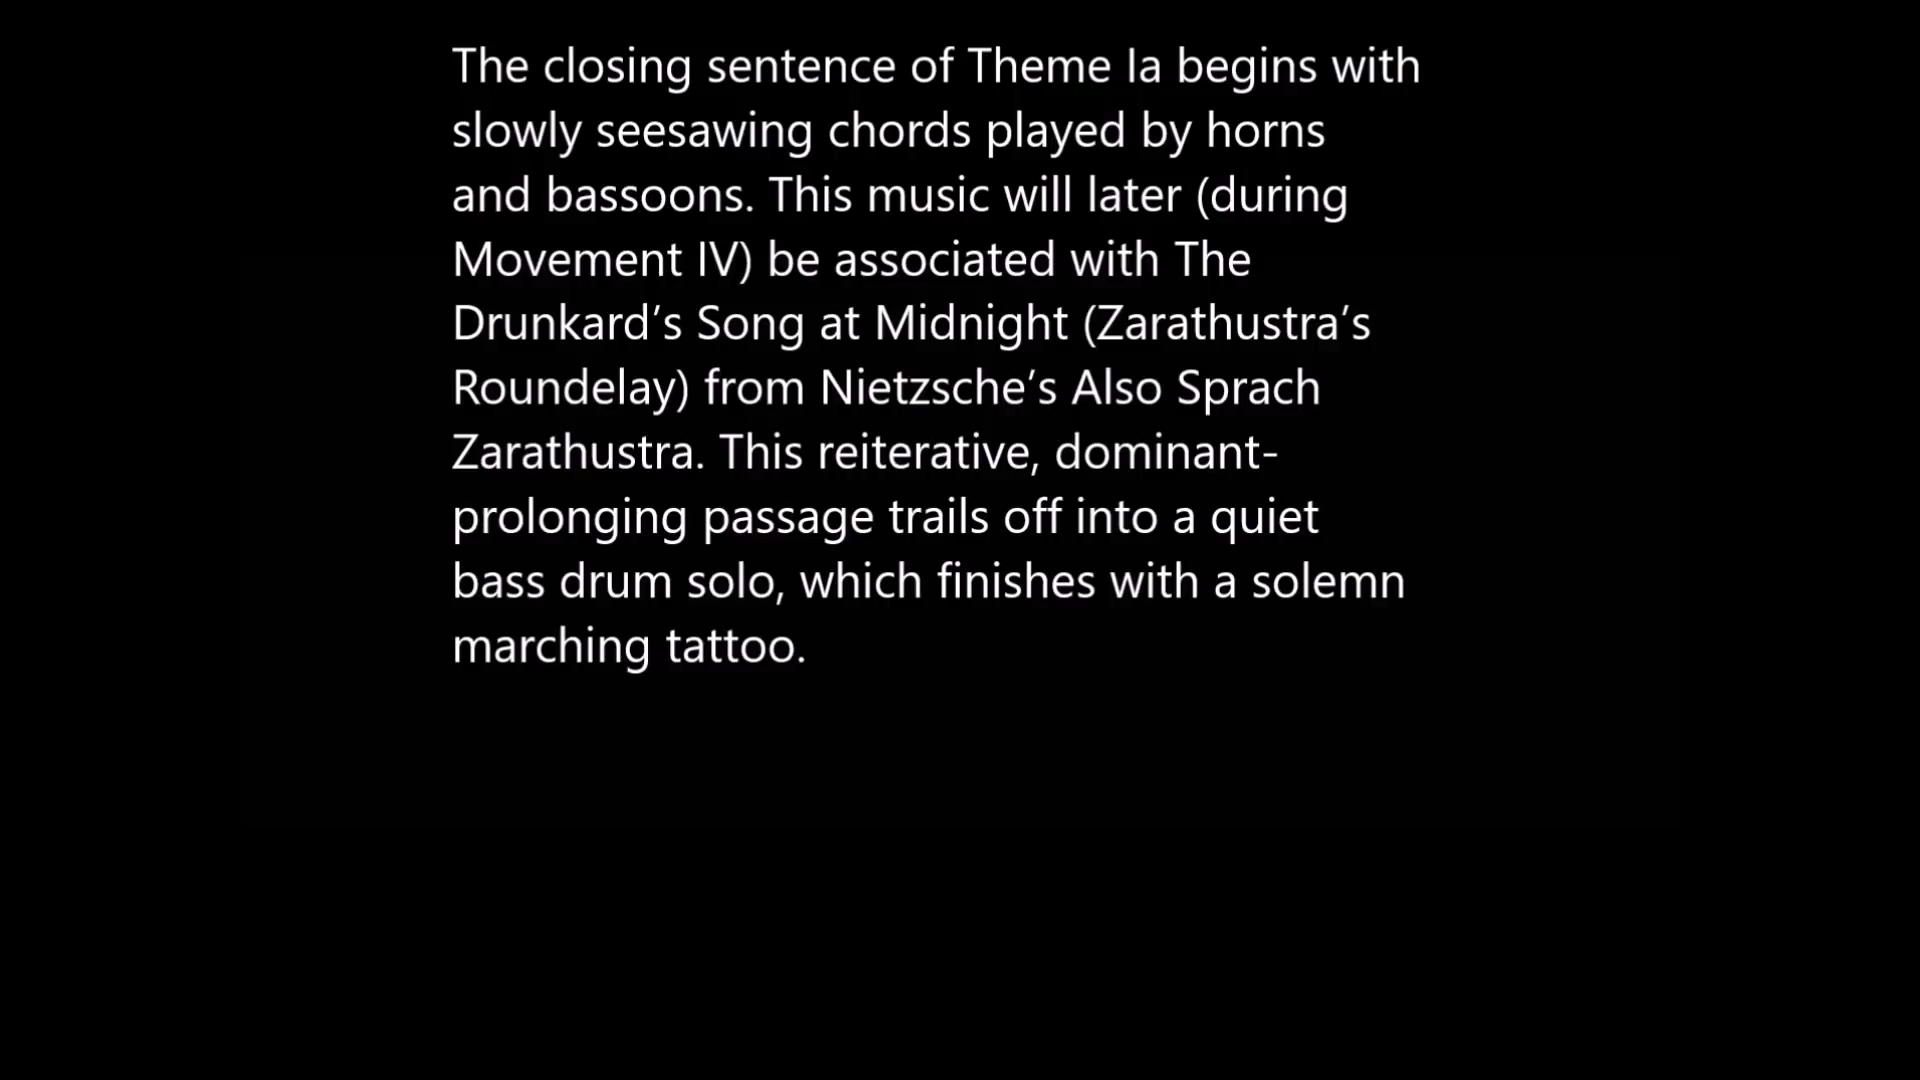 The closing sentence of Theme Ia begins with
slowly seesawing chords played by horns
and bassoons. This music will later (during
Movement IV) be associated with The
Drunkard’s Song at Midnight (Zarathustra’s
Roundelay) from Nietzsche’s Also Sprach
Zarathustra. This reiterative, dominant-
prolonging passage trails off into a quiet
bass drum solo, which finishes with a solemn
marching tattoo.